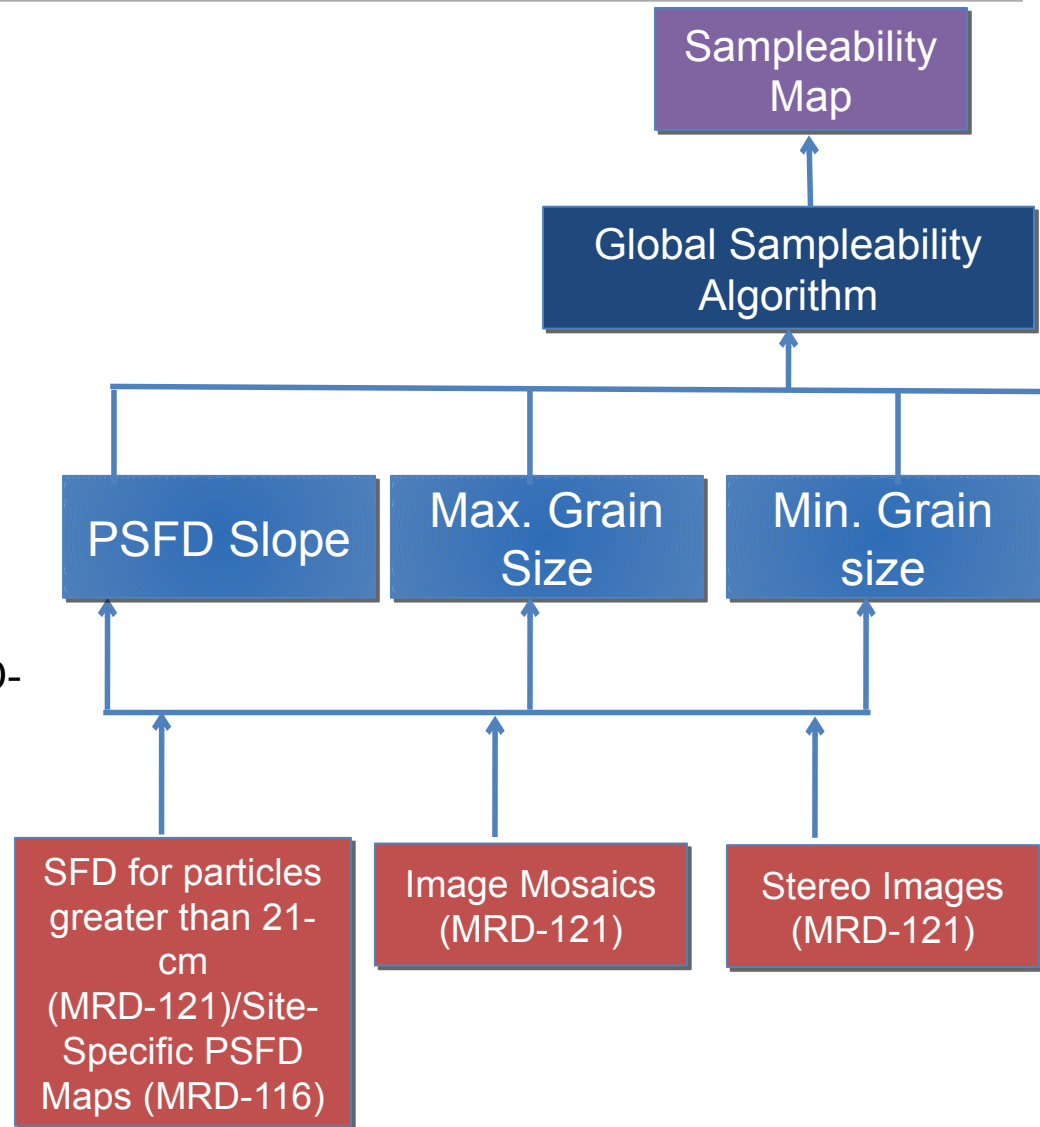 Sampleability
Map
Global Sampleability
Algorithm
PSFD Slope
Max. Grain
Size
Min. Grain
size
D-
SFD for particles
greater than 21-
cm
(MRD-121)/Site-
Specific PSFD
Maps (MRD-116)
Image Mosaics
(MRD-121)
Stereo Images
(MRD-121)